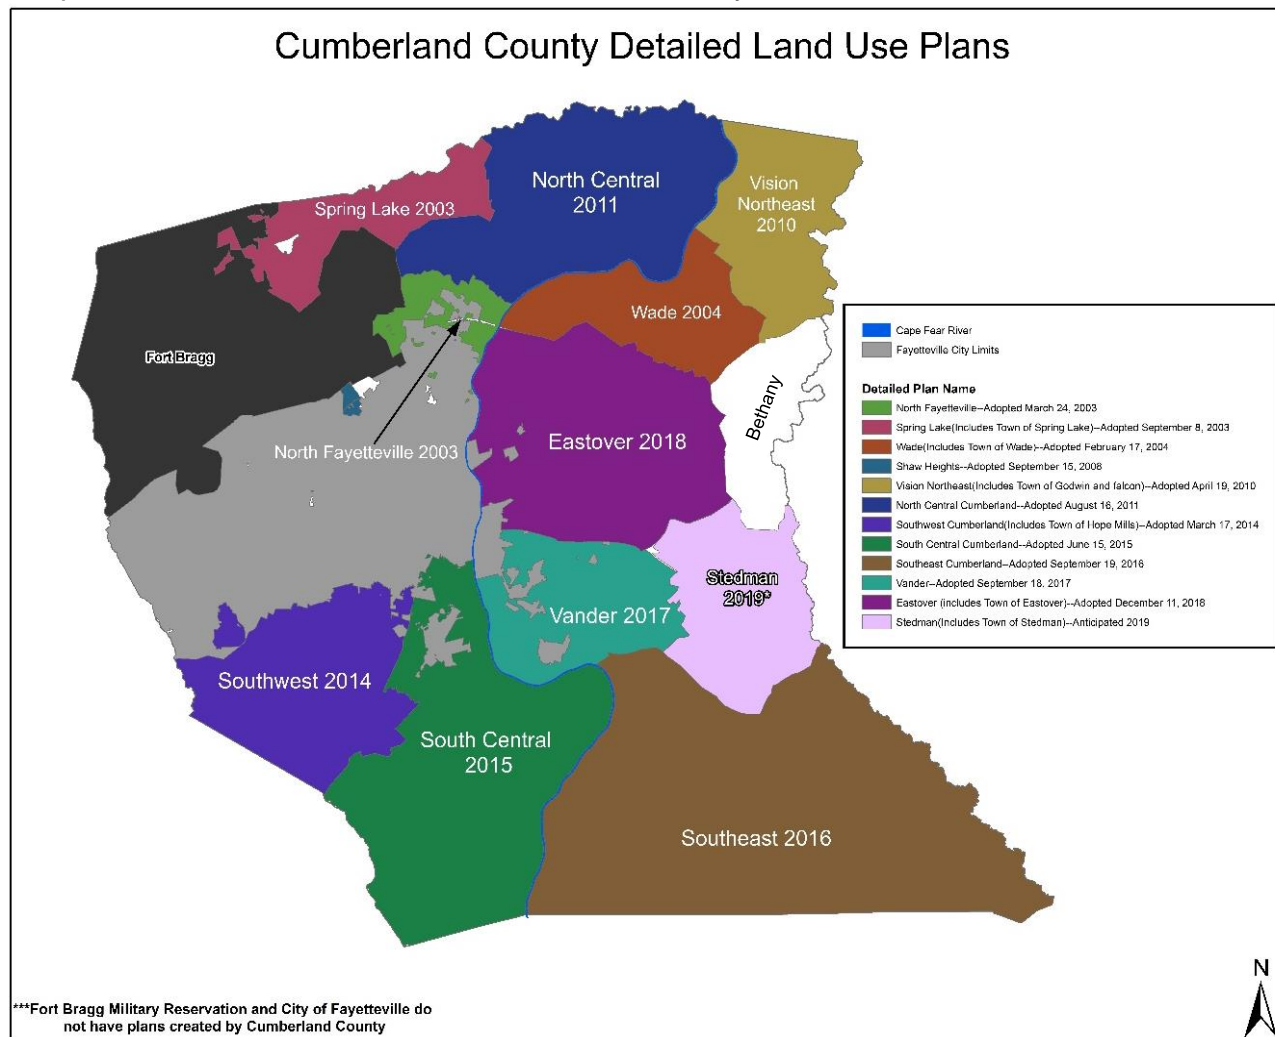 Cumberland County Detailed Land Use Plans
North Central
2011
Vision
Northeast
2010
Spring Lake 2003
Wade 2004
Fort Bragg
Bethany
North Fayetteville 2003
Eastover 2018
Stedman
2019*
Vander 2017
Southwest 2014
South Central
2015
Southeast 2016
Cape Fear River
Fayetteville City Limits
Detailed Plan Name
North Fayetteville--Adopted March 24, 2003
Spring Lake(Includes Town of Spring Lake)--Adopted September 8, 2003
Wade(Includes Town of Wade)--Adopted February 17, 2004
Shaw Heights--Adopted September 15, 2008
Vision Northeast(Includes Town of Godwin and falcon)--Adopted April 19, 2010
North Central Cumberland--Adopted August 16, 2011
Southwest Cumberland(Includes Town of Hope Mills)--Adopted March 17, 2014
South Central Cumberland--Adopted June 15, 2015
Southeast Cumberland--Adopted September 19, 2016
Vander--Adopted September 18, 2017
Eastover (includes Town of Eastover)--Adopted December 11, 2018
Stedman(Includes Town of Stedman)--Anticipated 2019
N
***Fort Bragg Military Reservation and City of Fayetteville do
not have plans created by Cumberland County